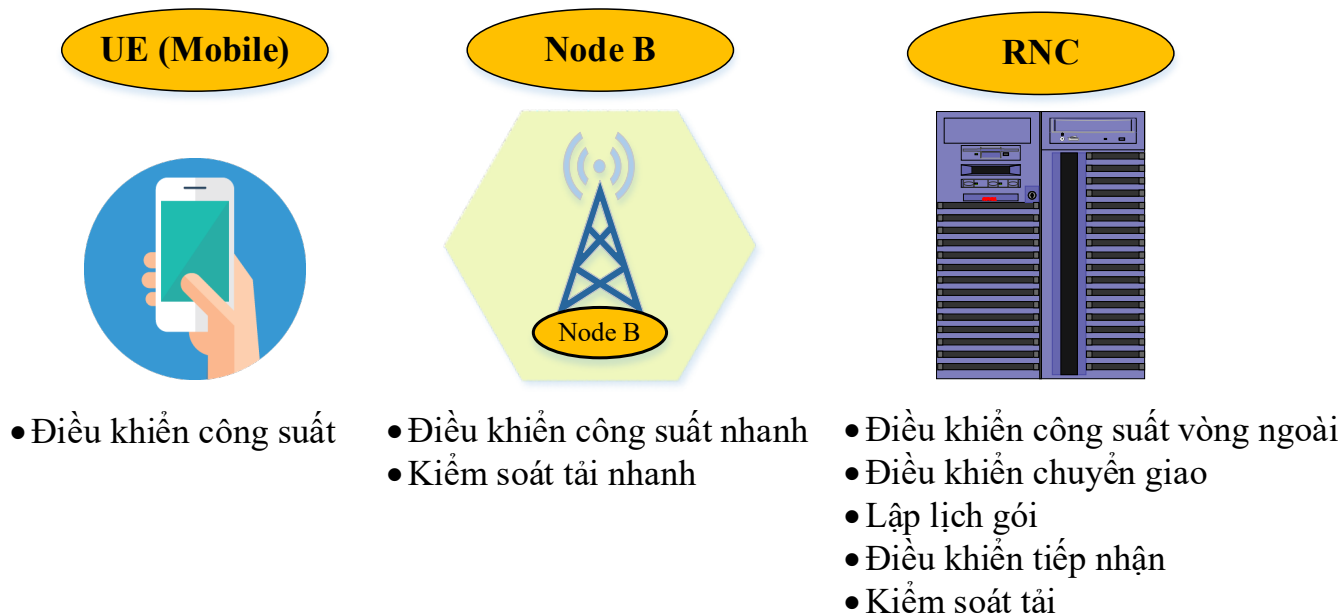 UE (Mobile)
Node B
RNC
Node B
• Điều khiển công suất
• Điều khiển công suất nhanh
• Kiểm soát tải nhanh
• Điều khiển công suất vòng ngoài
• Điều khiển chuyển giao
• Lập lịch gói
• Điều khiển tiếp nhận
• Kiểm soát tải